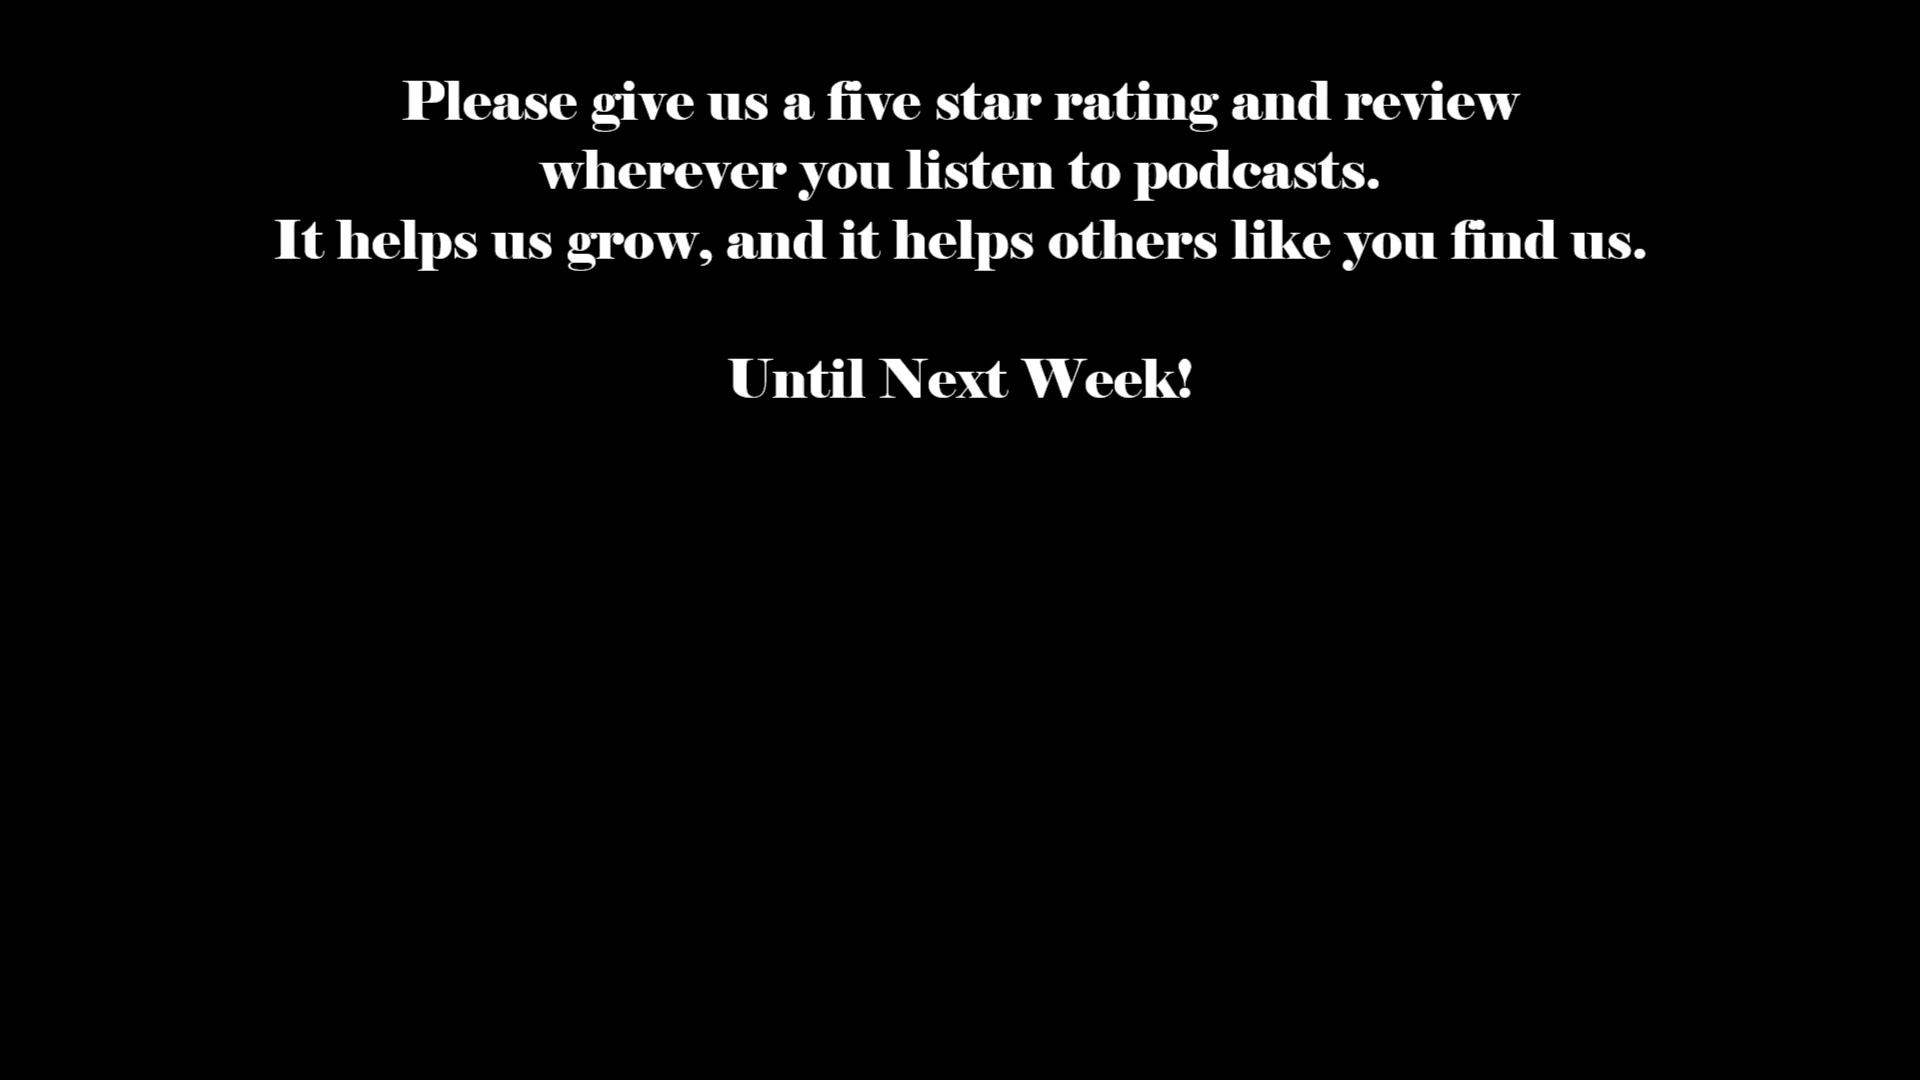 Please give us a five star rating and review
wherever you listen to podcasts.
It helps us grow, and it helps others like you find us.
Until Next Week!